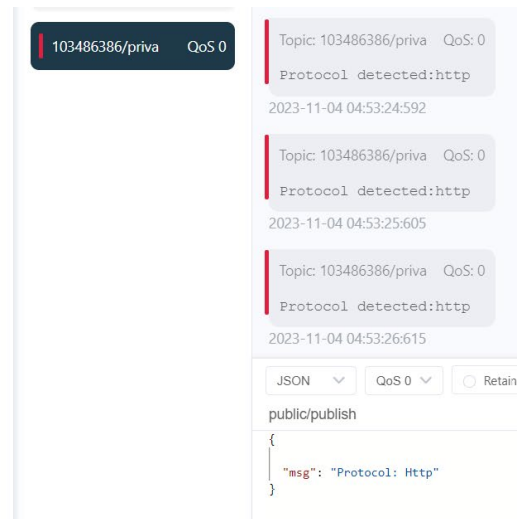 103486386/priva QoS 0
Topic: 103486386/priva QoS: 0
Protocol detected:http
2023-11-04 04:53:24:592
Topic: 103486386/priva QoS: 0
Protocol detected:http
2023-11-04 04:53:25:605
Topic: 103486386/priva QoS: 0
Protocol detected:http
2023-11-04 04:53:26:615
JSON QoS 0 Retain
public/publish
{
"msg": "Protocol: Http"
}